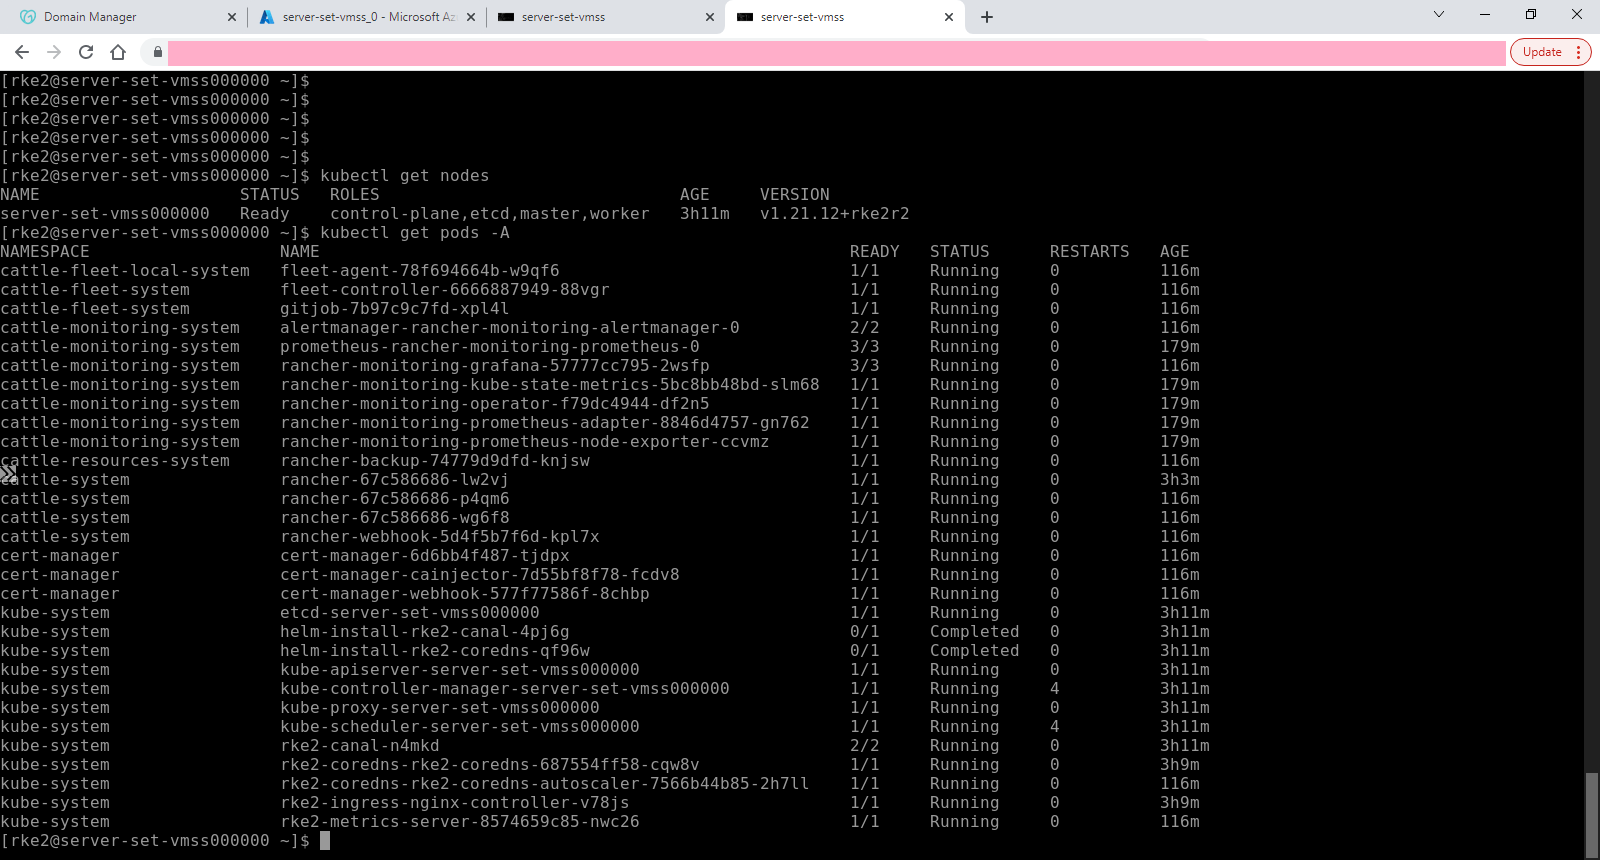 Domain Manager
server-set-vmss_0 - Microsoft Az
server-set-vmss
server-set-vmss
Update
[rke2@server-set-vmss000000 ~]$
[rke2@server-set-vmss000000 ~]$
[rke2@server-set-vmss000000 ~]$
[rke2@server-set-vmss000000 ~]$
[rke2@server-set-vmss000000 ~]$
[rke2@server-set-vmss000000 ~]$ kubectl get nodes
NAME STATUS ROLES AGE VERSION
server-set-vmss000000 Ready control-plane,etcd,master,worker 3h11m v1.21.12+rke2r2
[rke2@server-set-vmss000000 ~]$ kubectl get pods -A
NAMESPACE NAME READY STATUS RESTARTS AGE
cattle-fleet-local-system fleet-agent-78f694664b-w9qf6 1/1 Running 0 116m
cattle-fleet-system fleet-controller-6666887949-88vgr 1/1 Running 0 116m
cattle-fleet-system gitjob-7b97c9c7fd-xpl4l 1/1 Running 0 116m
cattle-monitoring-system alertmanager-rancher-monitoring-alertmanager-0 2/2 Running 0 116m
cattle-monitoring-system prometheus-rancher-monitoring-prometheus-0 3/3 Running 0 179m
cattle-monitoring-system rancher-monitoring-grafana-57777cc795-2wsfp 3/3 Running 0 116m
cattle-monitoring-system rancher-monitoring-kube-state-metrics-5bc8bb48bd-slm68 1/1 Running 0 179m
cattle-monitoring-system rancher-monitoring-operator-f79dc4944-df2n5 1/1 Running 0 179m
cattle-monitoring-system rancher-monitoring-prometheus-adapter-8846d4757-gn762 1/1 Running 0 179m
cattle-monitoring-system rancher-monitoring-prometheus-node-exporter-ccvmz 1/1 Running 0 179m
cattle-resources-system rancher-backup-74779d9dfd-knjsw 1/1 Running 0 116m
cattle-system rancher-67c586686-lw2vj 1/1 Running 0 3h3m
cattle-system rancher-67c586686-p4qm6 1/1 Running 0 116m
cattle-system rancher-67c586686-wg6f8 1/1 Running 0 116m
cattle-system rancher-webhook-5d4f5b7f6d-kpl7x 1/1 Running 0 116m
cert-manager cert-manager-6d6bb4f487-tjdpx 1/1 Running 0 116m
cert-manager cert-manager-cainjector-7d55bf8f78-fcdv8 1/1 Running 0 116m
cert-manager cert-manager-webhook-577f77586f-8chbp 1/1 Running 0 116m
kube-system etcd-server-set-vmss000000 1/1 Running 0 3h11m
kube-system helm-install-rke2-canal-4pj6g 0/1 Completed 0 3h11m
kube-system helm-install-rke2-coredns-qf96w 0/1 Completed 0 3h11m
kube-system kube-apiserver-server-set-vmss000000 1/1 Running 0 3h11m
kube-system kube-controller-manager-server-set-vmss000000 1/1 Running 4 3h11m
kube-system kube-proxy-server-set-vmss000000 1/1 Running 0 3h11m
kube-system kube-scheduler-server-set-vmss000000 1/1 Running 4 3h11m
kube-system rke2-canal-n4mkd 2/2 Running 0 3h11m
kube-system rke2-coredns-rke2-coredns-687554ff58-cqw8v 1/1 Running 0 3h9m
kube-system rke2-coredns-rke2-coredns-autoscaler-7566b44b85-2h7ll 1/1 Running 0 116m
kube-system rke2-ingress-nginx-controller-v78js 1/1 Running 0 3h9m
kube-system rke2-metrics-server-8574659c85-nwc26 1/1 Running 0 116m
[rke2@server-set-vmss000000 ~]$